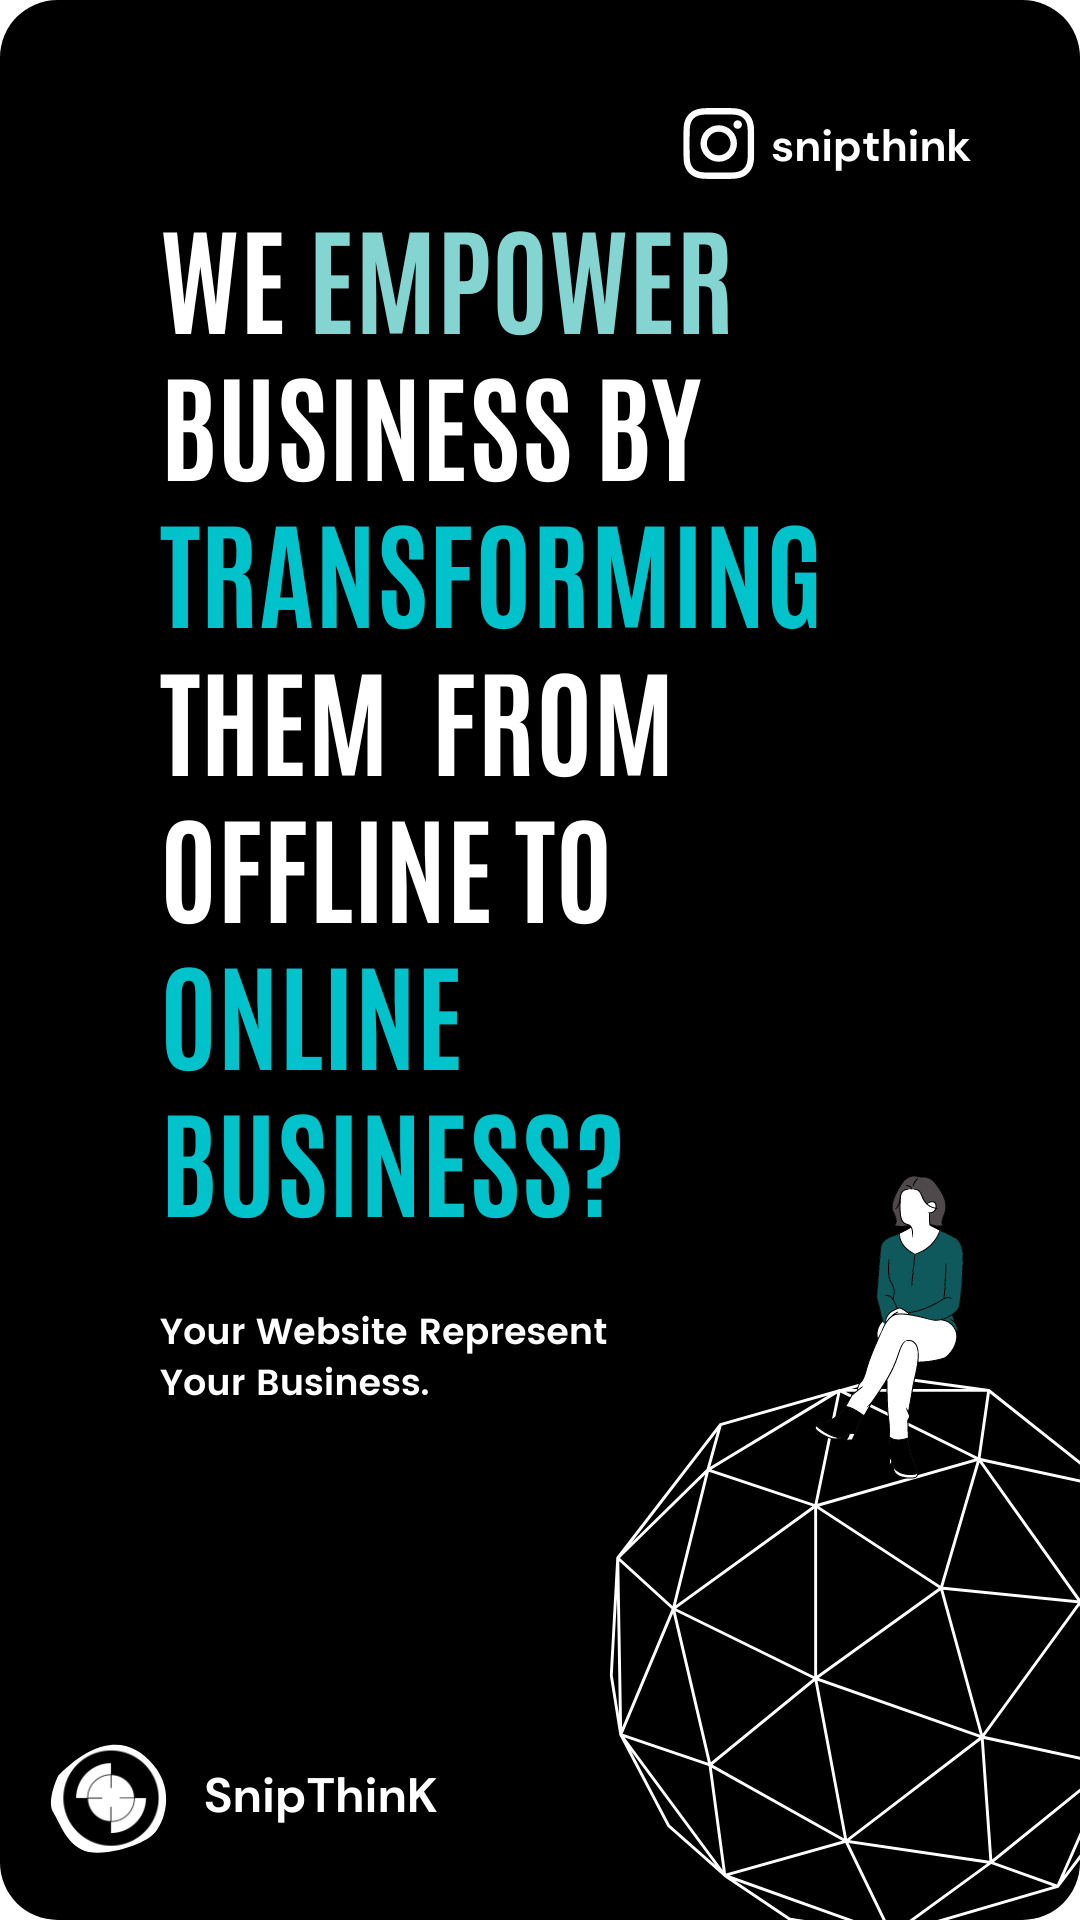 snipthink
WE EMPOWER
BUSINESS BY
TRANSFORMING
THEM  FROM
OFFLINE TO
ONLINE
BUSINESS?
Your Website Represent
Your Business.
SnipThinK